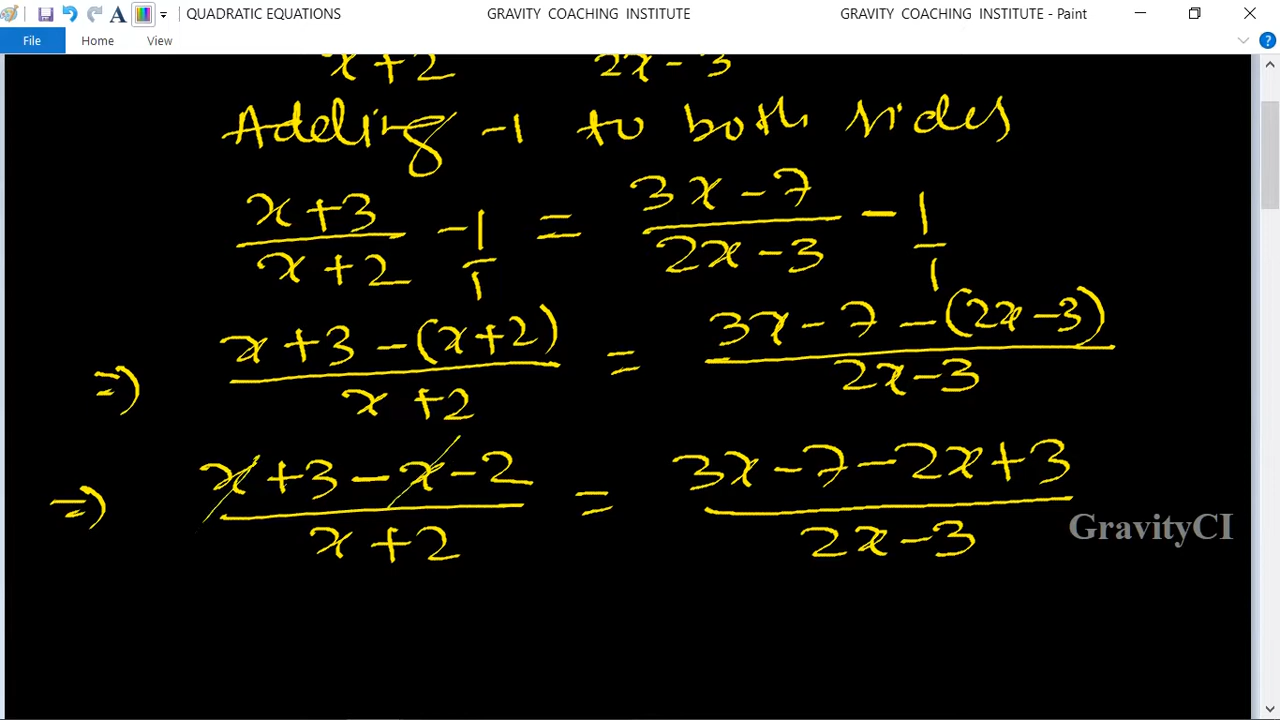 QUADRATIC EQUATIONS GRAVITY COACHING INSTITUTE GRAVITY COACHING INSTITUTE - Paint
File Home View
x+2 2x-3
Adding -1 to both sides
(x+3)/(x+2) - 1/1 = (3x-7)/(2x-3) - 1/1
=> (x+3-(x+2))/(x+2) = (3x-7-(2x-3))/(2x-3)
=> (x+3-x-2)/(x+2) = (3x-7-2x+3)/(2x-3)
GravityCI